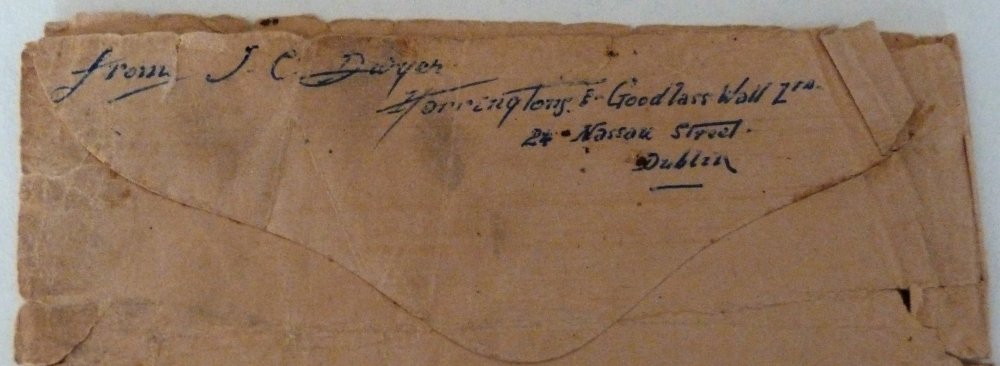 From J C Dwyer
Harringtons & Goodlass Wall LTD.
24 Nassau Street.
Dublin